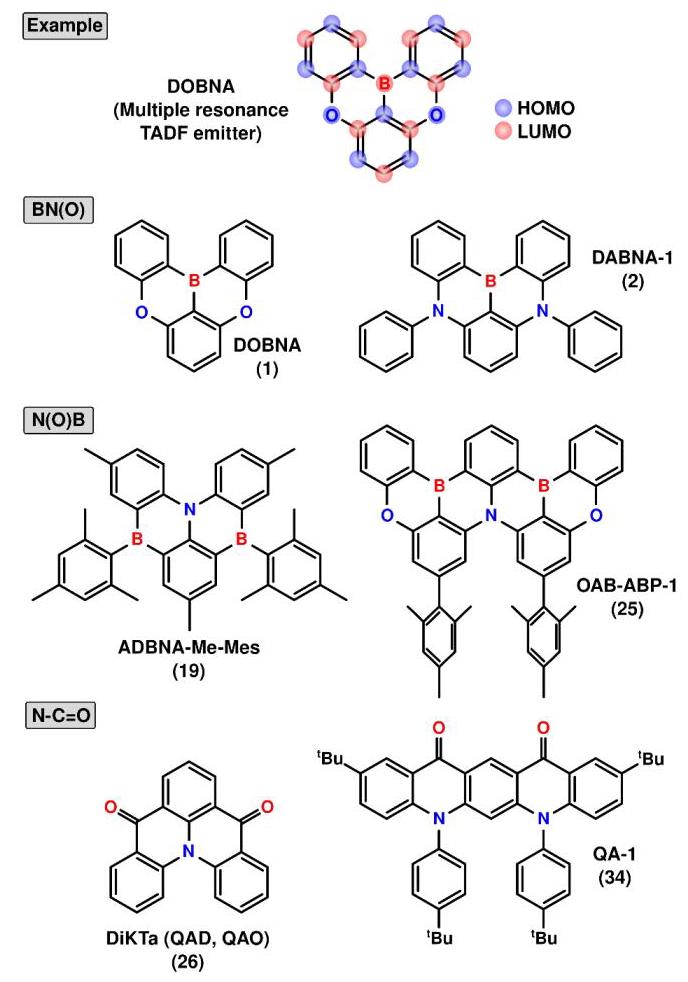 Example
DOBNA
(Multiple resonance
TADF emitter)
B
O
O
HOMO
LUMO
BN(O)
B
O
O
DOBNA
(1)
B
N
N
DABNA-1
(2)
N(O)B
N
B
B
ADBNA-Me-Mes
(19)
B
B
O
N
O
OAB-ABP-1
(25)
N-C=O
O
O
N
DiKTa (QAD, QAO)
(26)
O
O
tBu
tBu
N
N
QA-1
(34)
tBu
tBu